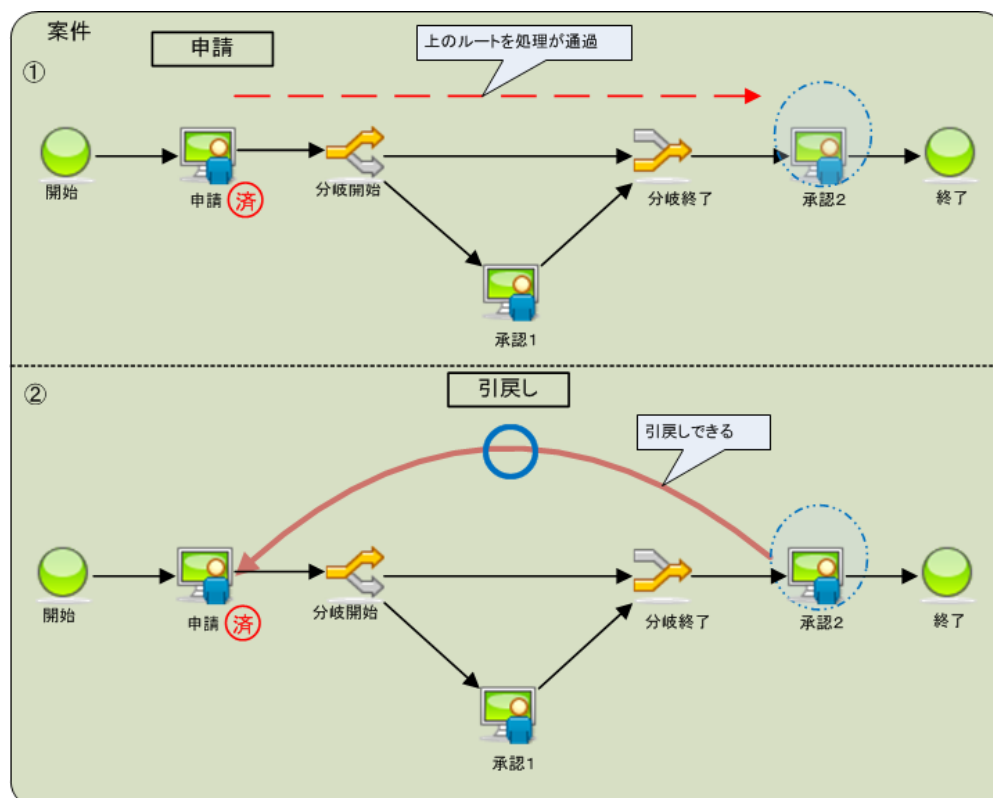 案件
申請
上のルートを処理が通過
①
開始
申請
済
分岐開始
分岐終了
承認2
終了
承認1
②
引戻し
引戻しできる
開始
申請
済
分岐開始
分岐終了
承認2
終了
承認1